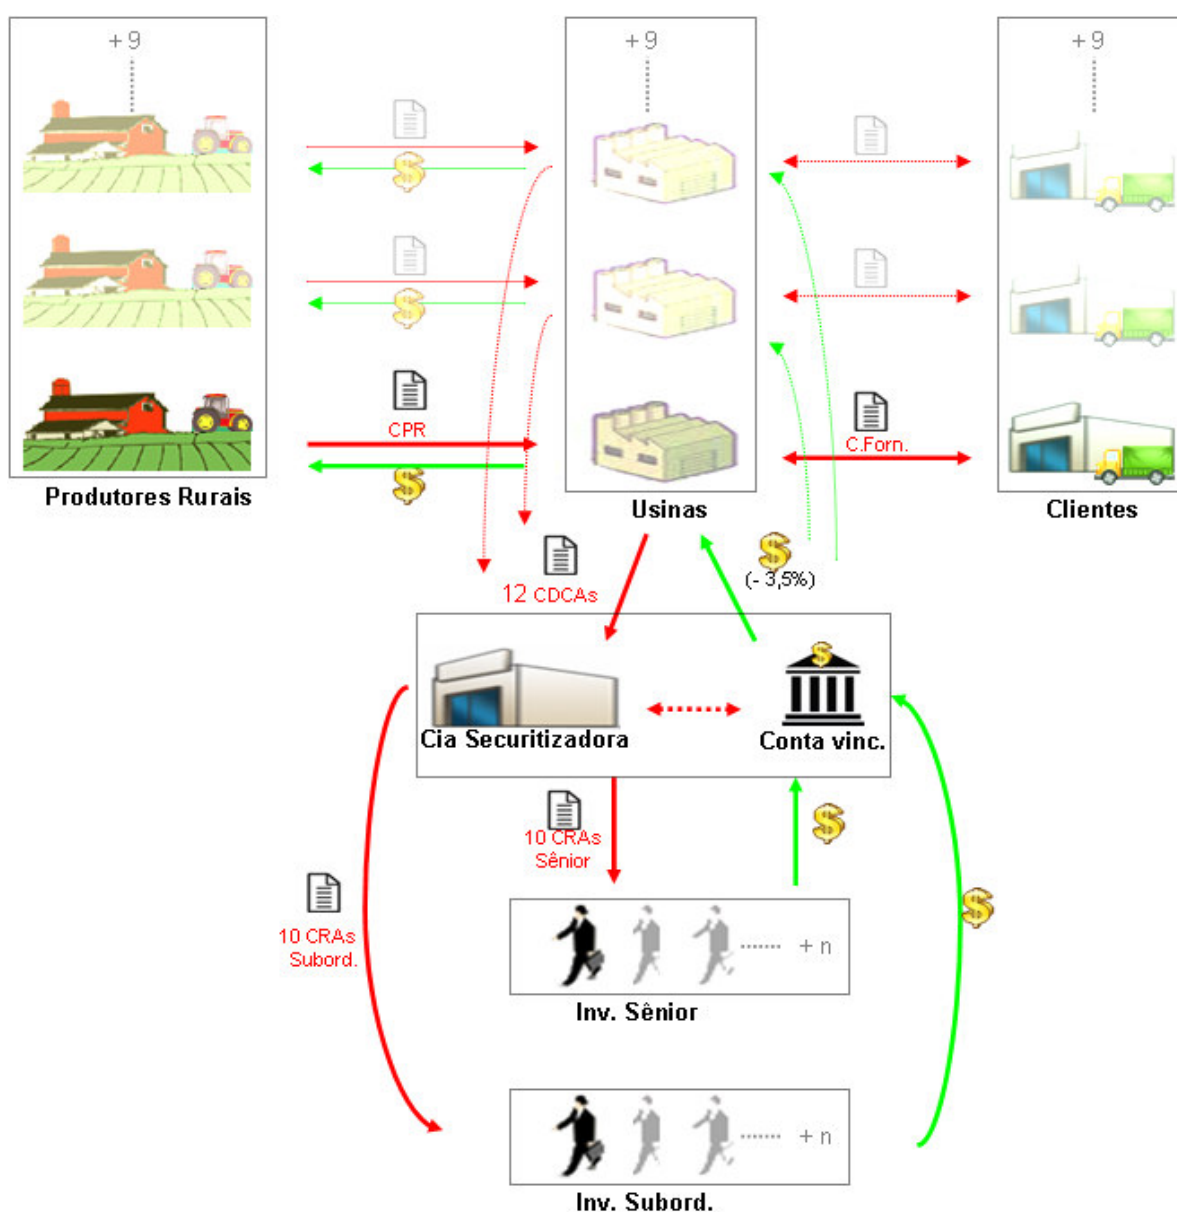 + 9
+ 9
+ 9
CPR
C.Forn.
Produtores Rurais
Usinas
Clientes
(- 3,5%)
12 CDCAs
Cia Securitizadora
Conta vinc.
10 CRAs
Sênior
10 CRAs
Subord.
....... + n
Inv. Sênior
....... + n
Inv. Subord.